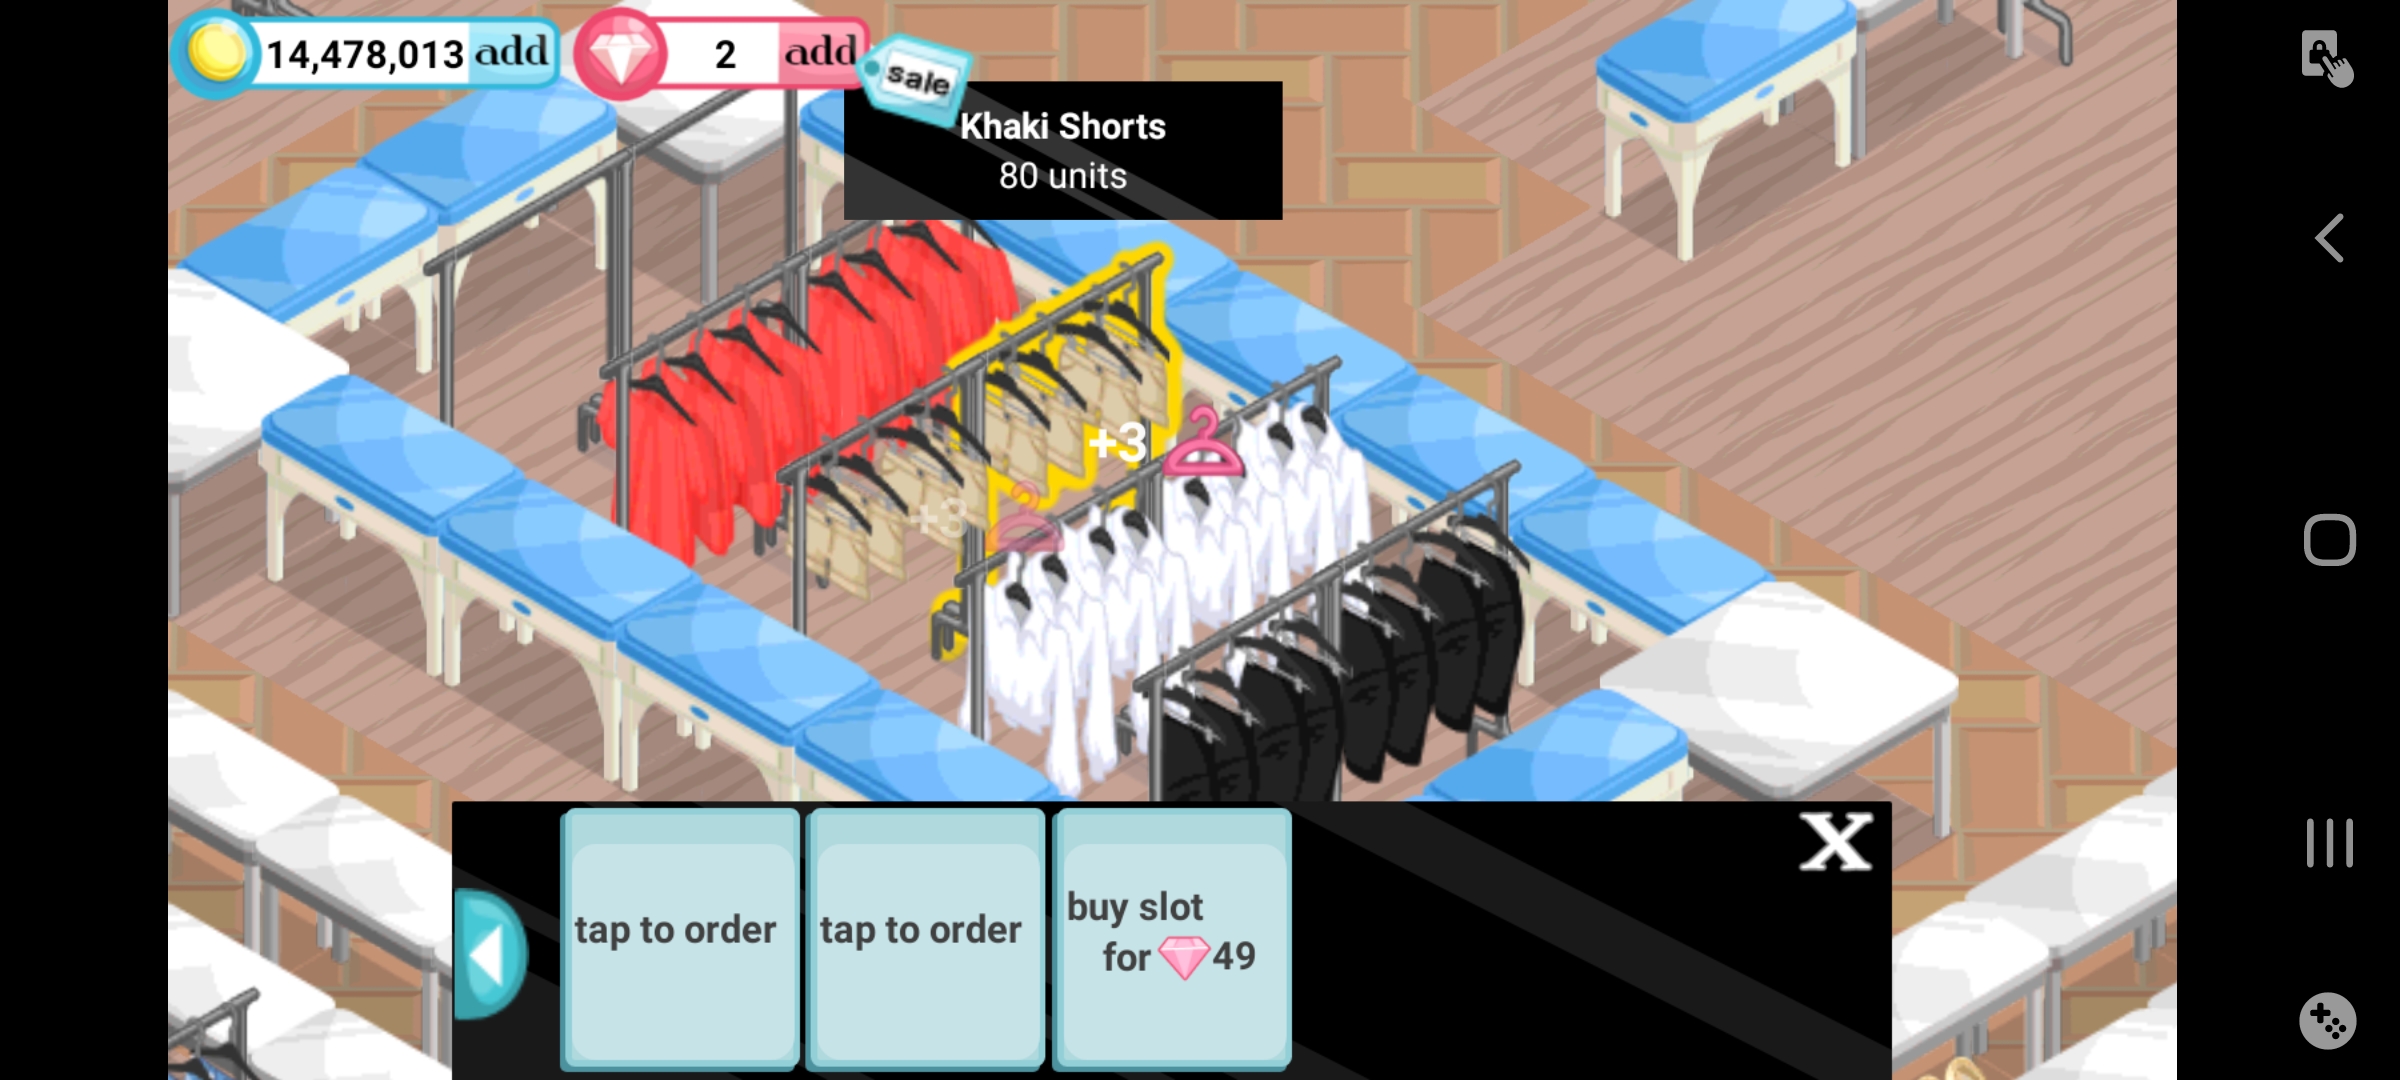 14,478,013 add
2 add
sale
Khaki Shorts
80 units
+3
+3
tap to order
tap to order
buy slot
for 49
X